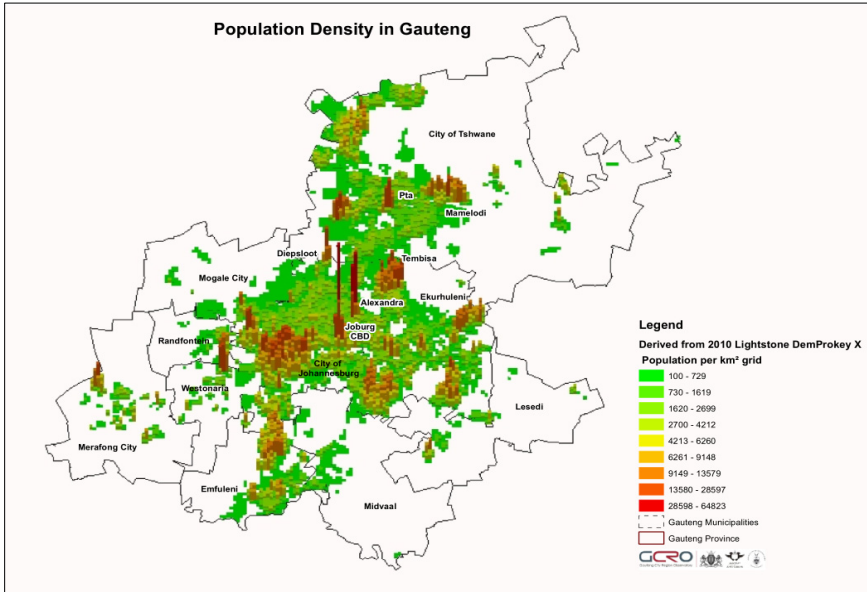 Population Density in Gauteng
City of Tshwane
Pta
Mamelodi
Diepsloot
Tembisa
Mogale City
Ekurhuleni
Alexandra
Randfontein
Joburg
CBD
City of
Johannesburg
Westonaria
Lesedi
Merafong City
Emfuleni
Midvaal
Legend
Derived from 2010 Lightstone DemProkey X
Population per km² grid
100 - 729
730 - 1619
1620 - 2699
2700 - 4212
4213 - 6260
6261 - 9148
9149 - 13579
13580 - 28597
28598 - 64823
Gauteng Municipalities
Gauteng Province
GCRO